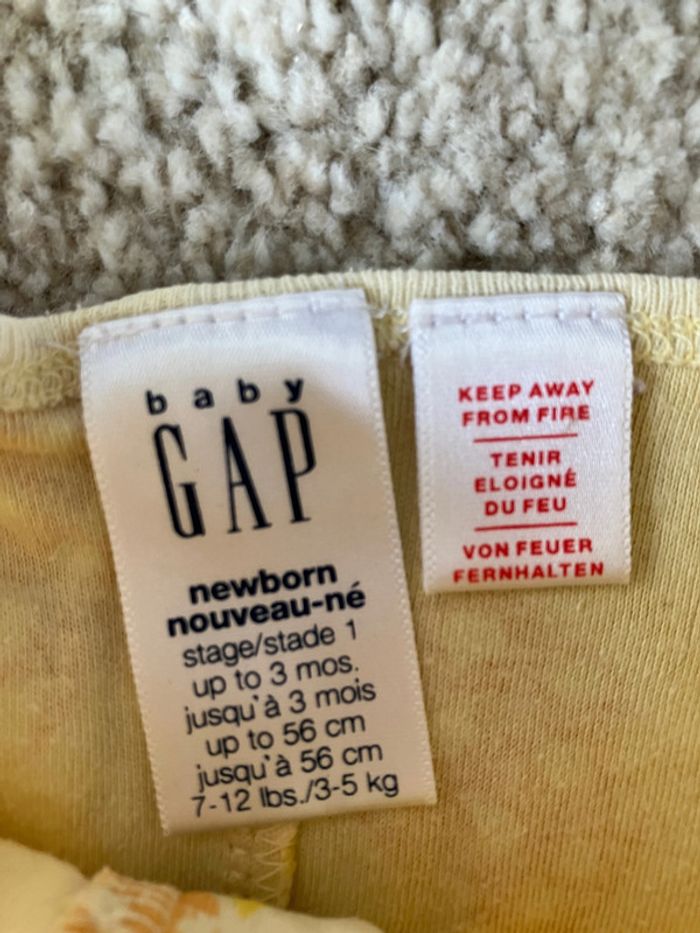 baby
GAP
newborn
nouveau-né
stage/stade 1
up to 3 mos.
jusqu'à 3 mois
up to 56 cm
jusqu'à 56 cm
7-12 lbs./3-5 kg
KEEP AWAY
FROM FIRE
TENIR
ELOIGNÉ
DU FEU
VON FEUER
FERNHALTEN